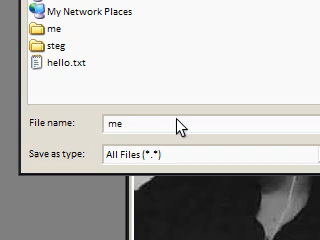 My Network Places
me
steg
hello.txt
File name: me
Save as type: All Files (*.*)